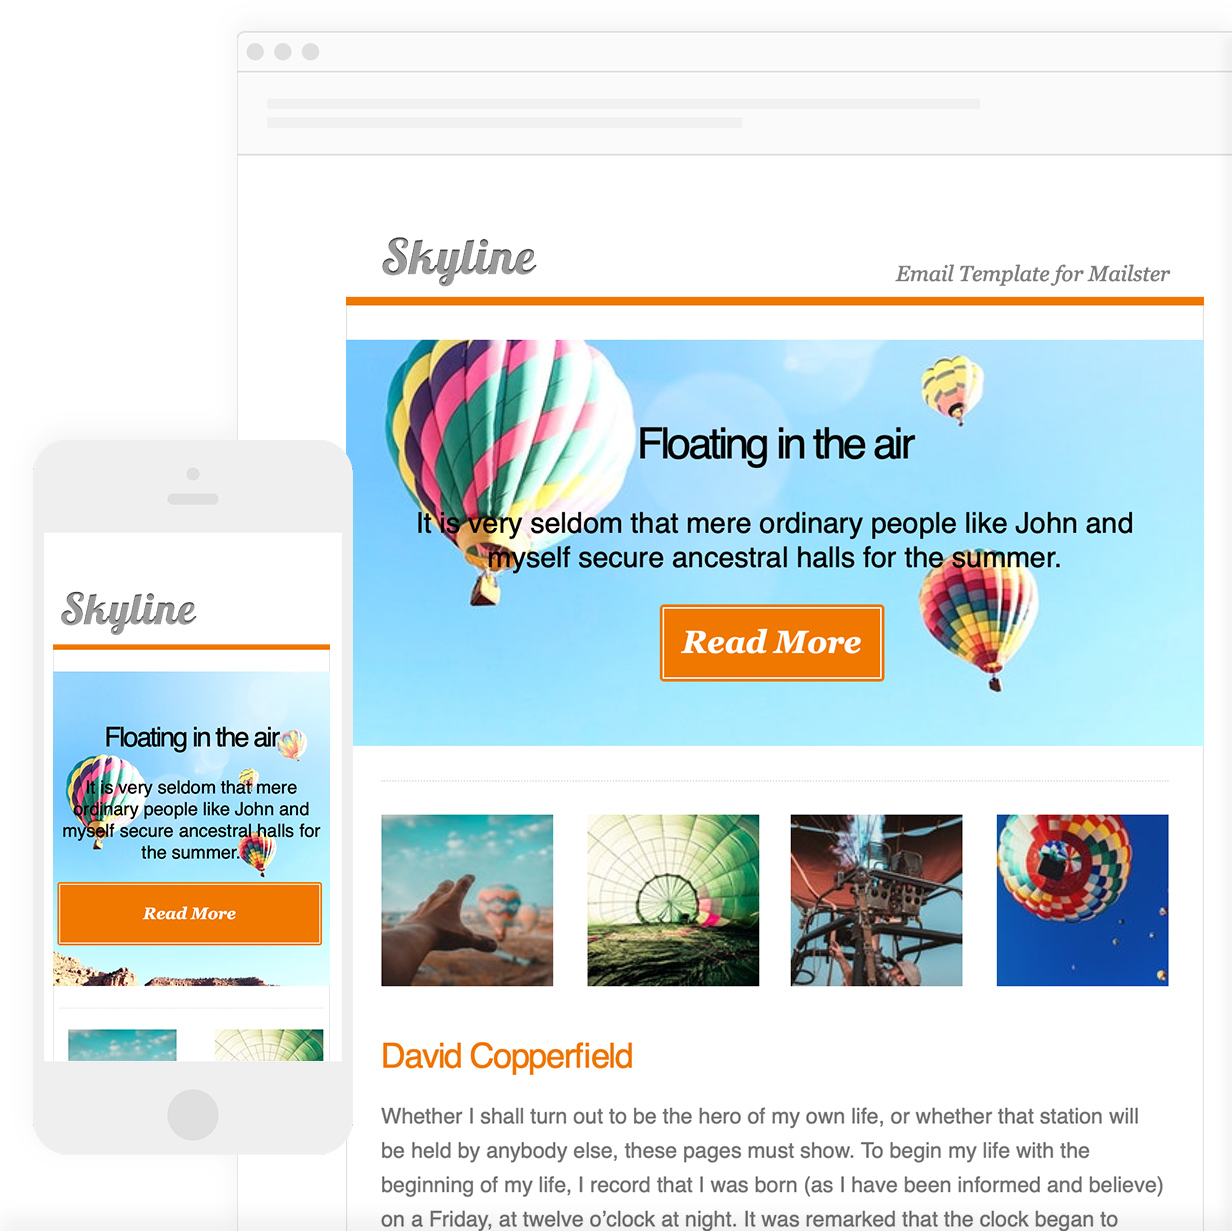 Skyline
Email Template for Mailster
Floating in the air
It is very seldom that mere ordinary people like John and
myself secure ancestral halls for the summer.
Read More
David Copperfield
Whether I shall turn out to be the hero of my own life, or whether that station will
be held by anybody else, these pages must show. To begin my life with the
beginning of my life, I record that I was born (as I have been informed and believe)
on a Friday, at twelve o’clock at night. It was remarked that the clock began to
Skyline
Floating in the air
It is very seldom that mere
ordinary people like John and
myself secure ancestral halls for
the summer.
Read More